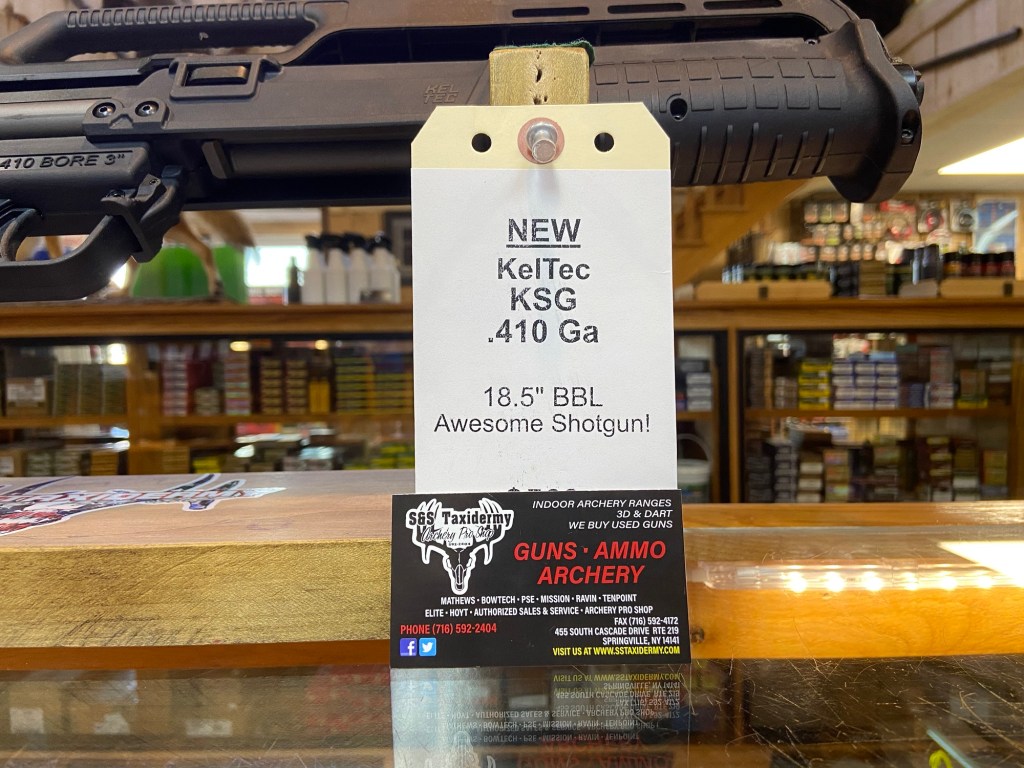 KEL
TEC
410 BORE 3"
NEW
KelTec
KSG
.410 Ga
18.5" BBL
Awesome Shotgun!
S&S Taxidermy
Archery Pro Shop
INDOOR ARCHERY RANGES
3D & DART
WE BUY USED GUNS
GUNS · AMMO
ARCHERY
MATHEWS · BOWTECH · PSE · MISSION · RAVIN · TENPOINT
ELITE · HOYT · AUTHORIZED SALES & SERVICE · ARCHERY PRO SHOP
PHONE (716) 592-2404
FAX (716) 592-4172
455 SOUTH CASCADE DRIVE RTE 219
SPRINGVILLE, NY 14141
VISIT US AT WWW.SSTAXIDERMY.COM